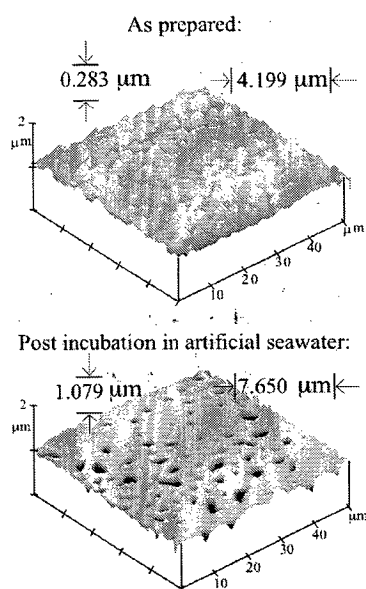 As prepared:
0.283 μm
4.199 μm
2
μm
μm
40
30
20
10
Post incubation in artificial seawater:
1.079 μm
7.650 μm
2
μm
μm
40
30
20
10